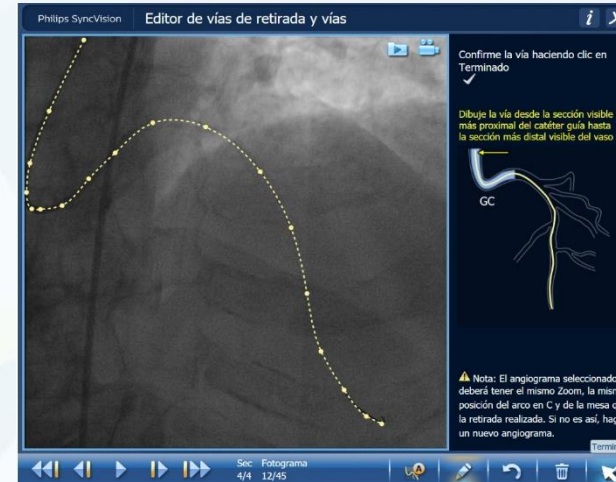 Philips SyncVision
Editor de vías de retirada y vías
i
Confirme la vía haciendo clic en
Terminado
Dibuje la vía desde la sección visible
más proximal del catéter guía hasta
la sección más distal visible del vaso
GC
Nota: El angiograma seleccionado
deberá tener el mismo Zoom, la
posición del arco en C y de la mesa
la retirada realizada. Si no es así,
un nuevo angiograma.
Sec Fotograma
4/4 12/45